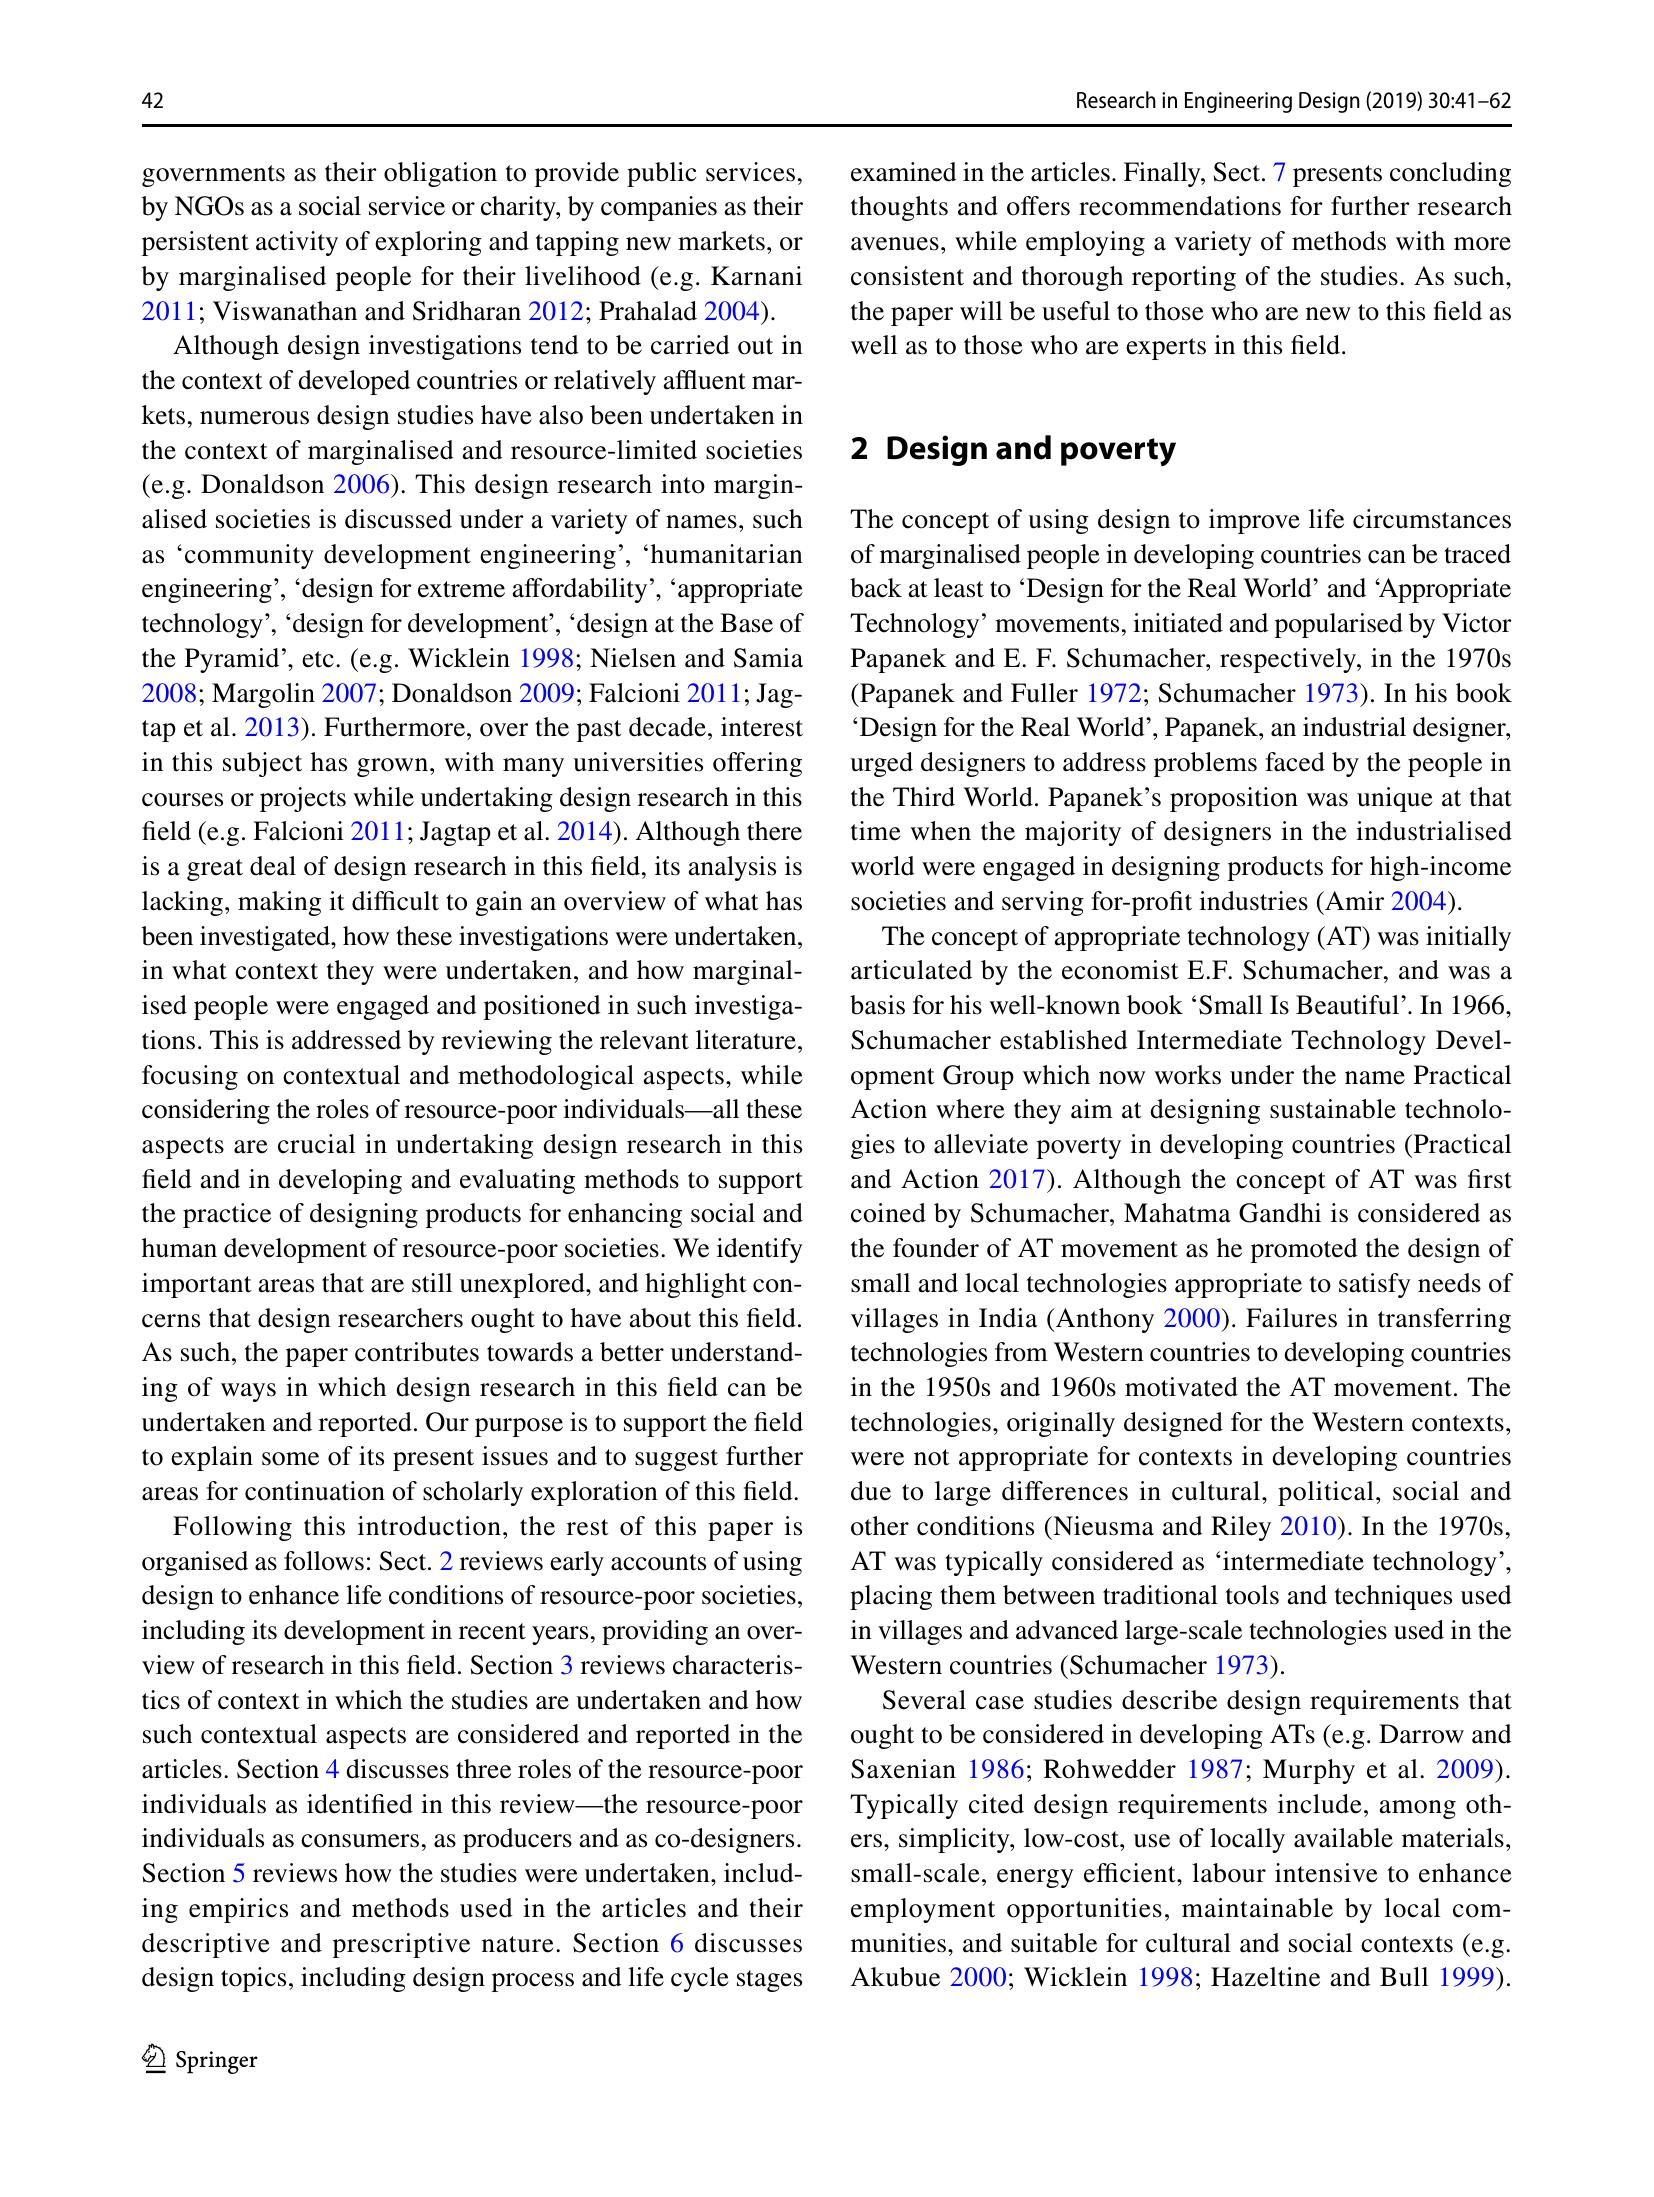 42
Research in Engineering Design (2019) 30:41–62
governments as their obligation to provide public services,
by NGOs as a social service or charity, by companies as their
persistent activity of exploring and tapping new markets, or
by marginalised people for their livelihood (e.g. Karnani
2011; Viswanathan and Sridharan 2012; Prahalad 2004).
Although design investigations tend to be carried out in
the context of developed countries or relatively affluent mar-
kets, numerous design studies have also been undertaken in
the context of marginalised and resource-limited societies
(e.g. Donaldson 2006). This design research into margin-
alised societies is discussed under a variety of names, such
as ‘community development engineering’, ‘humanitarian
engineering’, ‘design for extreme affordability’, ‘appropriate
technology’, ‘design for development’, ‘design at the Base of
the Pyramid’, etc. (e.g. Wicklein 1998; Nielsen and Samia
2008; Margolin 2007; Donaldson 2009; Falcioni 2011; Jag-
tap et al. 2013). Furthermore, over the past decade, interest
in this subject has grown, with many universities offering
courses or projects while undertaking design research in this
field (e.g. Falcioni 2011; Jagtap et al. 2014). Although there
is a great deal of design research in this field, its analysis is
lacking, making it difficult to gain an overview of what has
been investigated, how these investigations were undertaken,
in what context they were undertaken, and how marginal-
ised people were engaged and positioned in such investiga-
tions. This is addressed by reviewing the relevant literature,
focusing on contextual and methodological aspects, while
considering the roles of resource-poor individuals—all these
aspects are crucial in undertaking design research in this
field and in developing and evaluating methods to support
the practice of designing products for enhancing social and
human development of resource-poor societies. We identify
important areas that are still unexplored, and highlight con-
cerns that design researchers ought to have about this field.
As such, the paper contributes towards a better understand-
ing of ways in which design research in this field can be
undertaken and reported. Our purpose is to support the field
to explain some of its present issues and to suggest further
areas for continuation of scholarly exploration of this field.
Following this introduction, the rest of this paper is
organised as follows: Sect. 2 reviews early accounts of using
design to enhance life conditions of resource-poor societies,
including its development in recent years, providing an over-
view of research in this field. Section 3 reviews characteris-
tics of context in which the studies are undertaken and how
such contextual aspects are considered and reported in the
articles. Section 4 discusses three roles of the resource-poor
individuals as identified in this review—the resource-poor
individuals as consumers, as producers and as co-designers.
Section 5 reviews how the studies were undertaken, includ-
ing empirics and methods used in the articles and their
descriptive and prescriptive nature. Section 6 discusses
design topics, including design process and life cycle stages
examined in the articles. Finally, Sect. 7 presents concluding
thoughts and offers recommendations for further research
avenues, while employing a variety of methods with more
consistent and thorough reporting of the studies. As such,
the paper will be useful to those who are new to this field as
well as to those who are experts in this field.
2 Design and poverty
The concept of using design to improve life circumstances
of marginalised people in developing countries can be traced
back at least to ‘Design for the Real World’ and ‘Appropriate
Technology’ movements, initiated and popularised by Victor
Papanek and E. F. Schumacher, respectively, in the 1970s
(Papanek and Fuller 1972; Schumacher 1973). In his book
‘Design for the Real World’, Papanek, an industrial designer,
urged designers to address problems faced by the people in
the Third World. Papanek’s proposition was unique at that
time when the majority of designers in the industrialised
world were engaged in designing products for high-income
societies and serving for-profit industries (Amir 2004).
The concept of appropriate technology (AT) was initially
articulated by the economist E.F. Schumacher, and was a
basis for his well-known book ‘Small Is Beautiful’. In 1966,
Schumacher established Intermediate Technology Devel-
opment Group which now works under the name Practical
Action where they aim at designing sustainable technolo-
gies to alleviate poverty in developing countries (Practical
and Action 2017). Although the concept of AT was first
coined by Schumacher, Mahatma Gandhi is considered as
the founder of AT movement as he promoted the design of
small and local technologies appropriate to satisfy needs of
villages in India (Anthony 2000). Failures in transferring
technologies from Western countries to developing countries
in the 1950s and 1960s motivated the AT movement. The
technologies, originally designed for the Western contexts,
were not appropriate for contexts in developing countries
due to large differences in cultural, political, social and
other conditions (Nieusma and Riley 2010). In the 1970s,
AT was typically considered as ‘intermediate technology’,
placing them between traditional tools and techniques used
in villages and advanced large-scale technologies used in the
Western countries (Schumacher 1973).
Several case studies describe design requirements that
ought to be considered in developing ATs (e.g. Darrow and
Saxenian 1986; Rohwedder 1987; Murphy et al. 2009).
Typically cited design requirements include, among oth-
ers, simplicity, low-cost, use of locally available materials,
small-scale, energy efficient, labour intensive to enhance
employment opportunities, maintainable by local com-
munities, and suitable for cultural and social contexts (e.g.
Akubue 2000; Wicklein 1998; Hazeltine and Bull 1999).
Springer